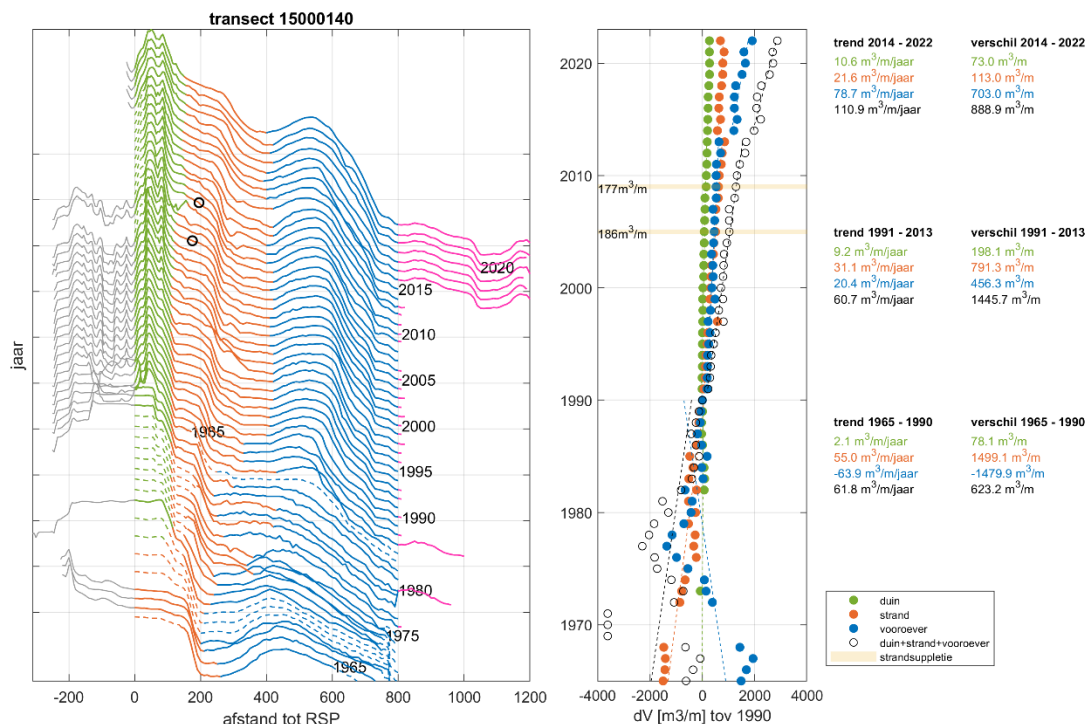 transect 15000140
jaar
1985
2020
2015
2010
2005
2000
1995
1990
1980
1975
1965
-200
0
200
400
600
800
1000
1200
afstand tot RSP
2020
2010
2000
1990
1980
1970
177m³/m
186m³/m
-4000
-2000
0
2000
4000
dV [m3/m] tov 1990
trend 2014 - 2022 verschil 2014 - 2022
10.6 m³/m/jaar 73.0 m³/m
21.6 m³/m/jaar 113.0 m³/m
78.7 m³/m/jaar 703.0 m³/m
110.9 m³/m/jaar 888.9 m³/m
trend 1991 - 2013 verschil 1991 - 2013
9.2 m³/m/jaar 198.1 m³/m
31.1 m³/m/jaar 791.3 m³/m
20.4 m³/m/jaar 456.3 m³/m
60.7 m³/m/jaar 1445.7 m³/m
trend 1965 - 1990 verschil 1965 - 1990
2.1 m³/m/jaar 78.1 m³/m
55.0 m³/m/jaar 1499.1 m³/m
-63.9 m³/m/jaar -1479.9 m³/m
61.8 m³/m/jaar 623.2 m³/m
duin
strand
vooroever
duin+strand+vooroever
strandsuppletie